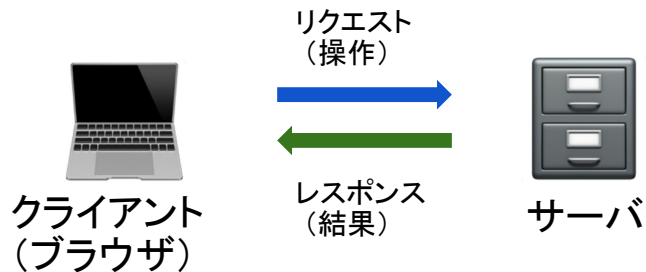 リクエスト
（操作）
レスポンス
（結果）
クライアント
（ブラウザ）
サーバ